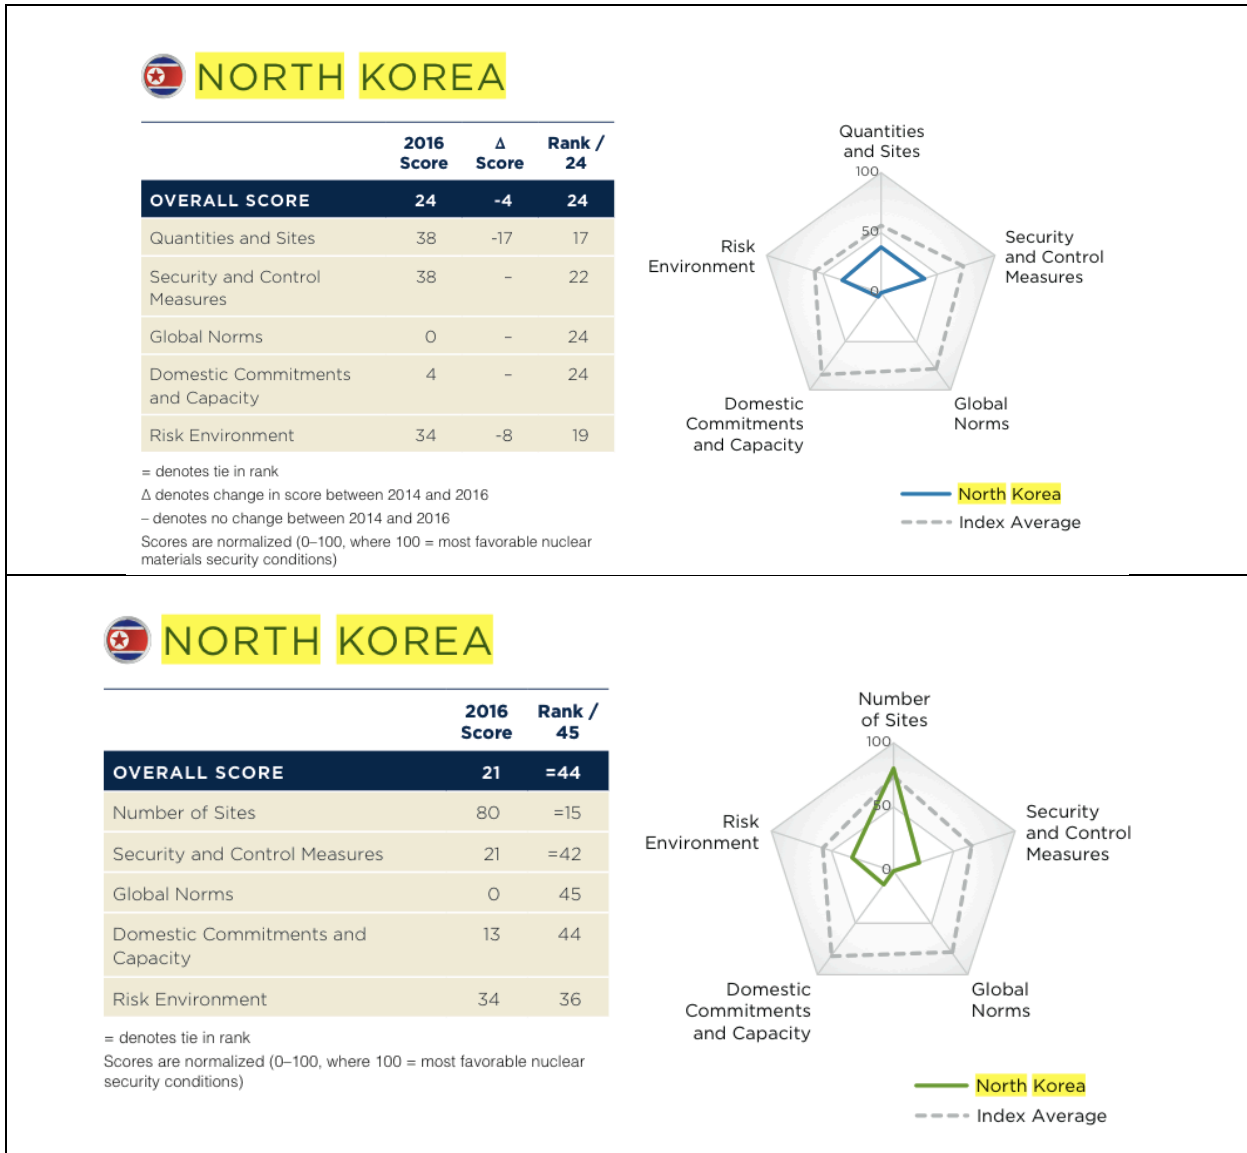 NORTH KOREA
2016 Score Δ Score Rank / 24
OVERALL SCORE 24 -4 24
Quantities and Sites 38 -17 17
Security and Control Measures 38 – 22
Global Norms 0 – 24
Domestic Commitments and Capacity 4 – 24
Risk Environment 34 -8 19
= denotes tie in rank
Δ denotes change in score between 2014 and 2016
– denotes no change between 2014 and 2016
Scores are normalized (0–100, where 100 = most favorable nuclear
materials security conditions)
Quantities
and Sites
100
50
0
Risk
Environment
Security
and Control
Measures
Domestic
Commitments
and Capacity
Global
Norms
North Korea
Index Average
NORTH KOREA
2016 Score Rank / 45
OVERALL SCORE 21 =44
Number of Sites 80 =15
Security and Control Measures 21 =42
Global Norms 0 45
Domestic Commitments and Capacity 13 44
Risk Environment 34 36
= denotes tie in rank
Scores are normalized (0–100, where 100 = most favorable nuclear
security conditions)
Number
of Sites
100
50
0
Risk
Environment
Security
and Control
Measures
Domestic
Commitments
and Capacity
Global
Norms
North Korea
Index Average